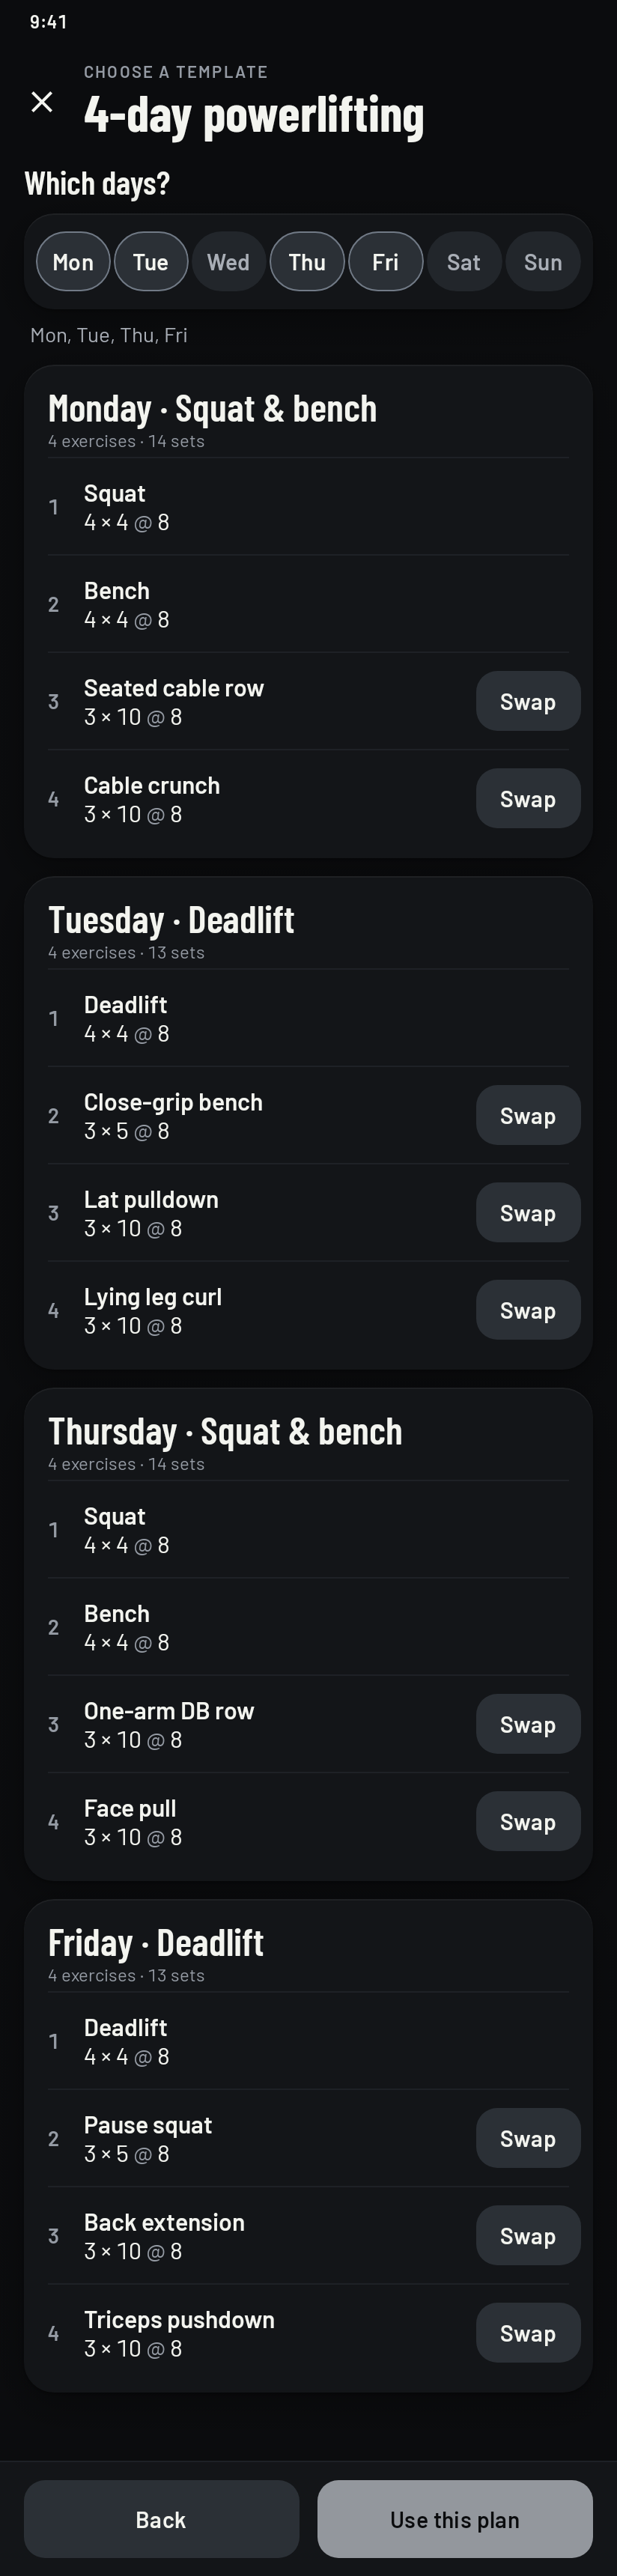 9:41
CHOOSE A TEMPLATE
4-day powerlifting
Which days?
Mon Tue Wed Thu Fri Sat Sun
Mon, Tue, Thu, Fri
Monday · Squat & bench
4 exercises · 14 sets
1
Squat
4 × 4 @ 8
2
Bench
4 × 4 @ 8
3
Seated cable row
3 × 10 @ 8
Swap
4
Cable crunch
3 × 10 @ 8
Swap
Tuesday · Deadlift
4 exercises · 13 sets
1
Deadlift
4 × 4 @ 8
2
Close-grip bench
3 × 5 @ 8
Swap
3
Lat pulldown
3 × 10 @ 8
Swap
4
Lying leg curl
3 × 10 @ 8
Swap
Thursday · Squat & bench
4 exercises · 14 sets
1
Squat
4 × 4 @ 8
2
Bench
4 × 4 @ 8
3
One-arm DB row
3 × 10 @ 8
Swap
4
Face pull
3 × 10 @ 8
Swap
Friday · Deadlift
4 exercises · 13 sets
1
Deadlift
4 × 4 @ 8
2
Pause squat
3 × 5 @ 8
Swap
3
Back extension
3 × 10 @ 8
Swap
4
Triceps pushdown
3 × 10 @ 8
Swap
Back
Use this plan